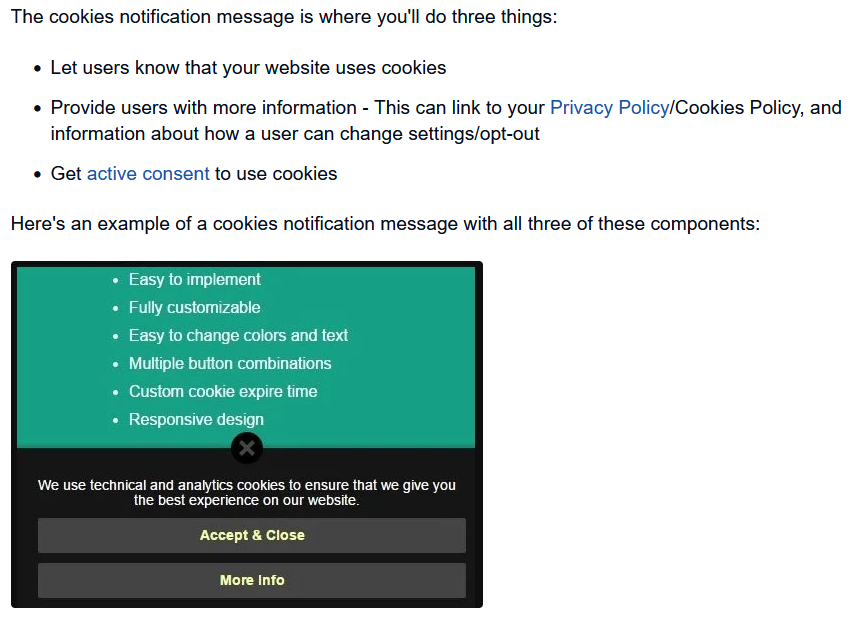 The cookies notification message is where you'll do three things:
• Let users know that your website uses cookies
• Provide users with more information - This can link to your Privacy Policy/Cookies Policy, and
information about how a user can change settings/opt-out
• Get active consent to use cookies
Here's an example of a cookies notification message with all three of these components:
• Easy to implement
• Fully customizable
• Easy to change colors and text
• Multiple button combinations
• Custom cookie expire time
• Responsive design
We use technical and analytics cookies to ensure that we give you
the best experience on our website.
Accept & Close
More Info